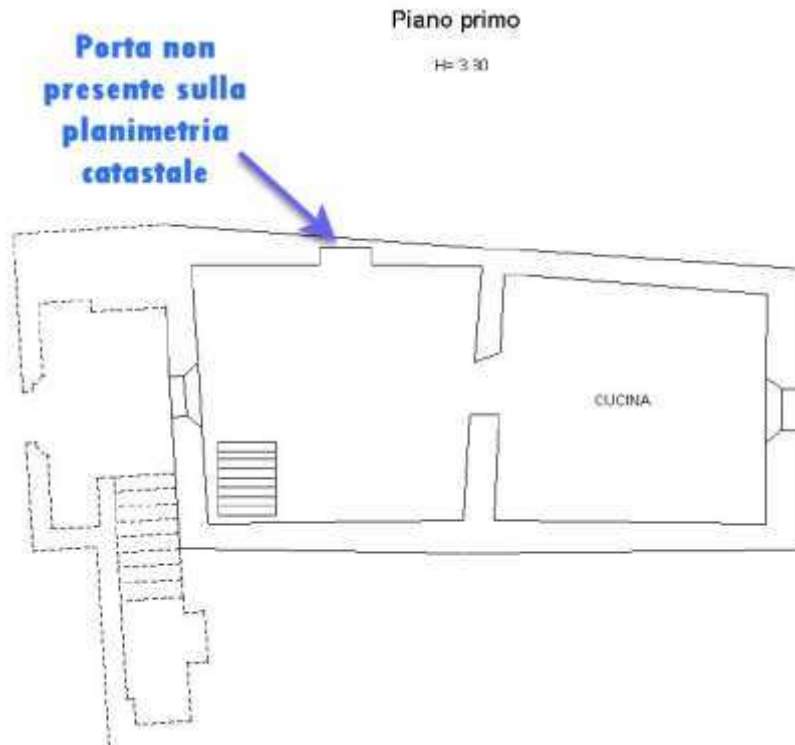 Piano primo
H= 3.30
Porta non
presente sulla
planimetria
catastale
CUCINA